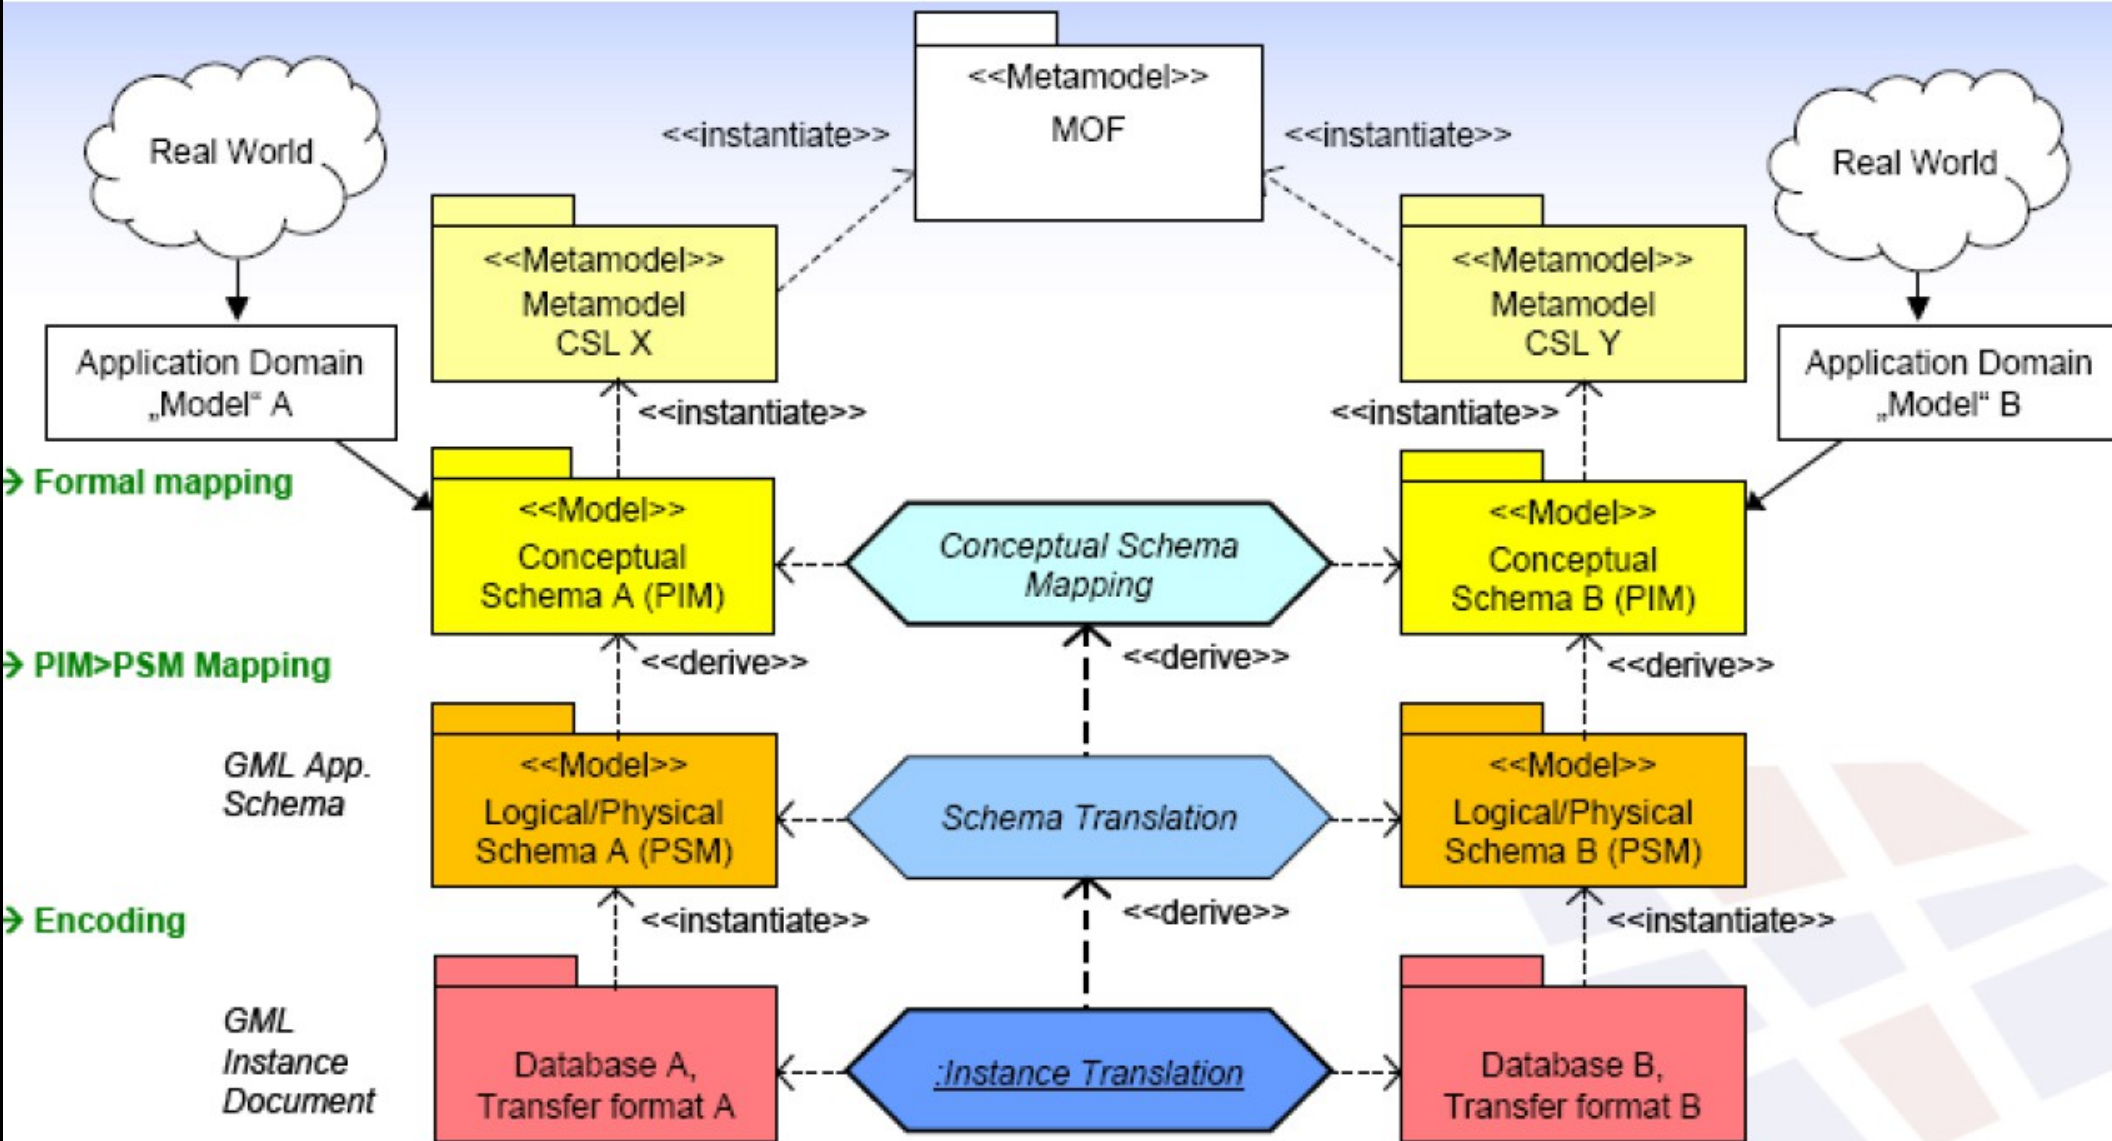 <<Metamodel>>
MOF
<<instantiate>>
<<instantiate>>
Real World
Real World
<<Metamodel>>
Metamodel
CSL X
<<Metamodel>>
Metamodel
CSL Y
Application Domain
„Model“ A
Application Domain
„Model“ B
<<instantiate>>
<<instantiate>>
→ Formal mapping
<<Model>>
Conceptual
Schema A (PIM)
Conceptual Schema
Mapping
<<Model>>
Conceptual
Schema B (PIM)
→ PIM>PSM Mapping
<<derive>>
<<derive>>
<<derive>>
GML App.
Schema
<<Model>>
Logical/Physical
Schema A (PSM)
Schema Translation
<<Model>>
Logical/Physical
Schema B (PSM)
→ Encoding
<<instantiate>>
<<derive>>
<<instantiate>>
GML
Instance
Document
Database A,
Transfer format A
:Instance Translation
Database B,
Transfer format B